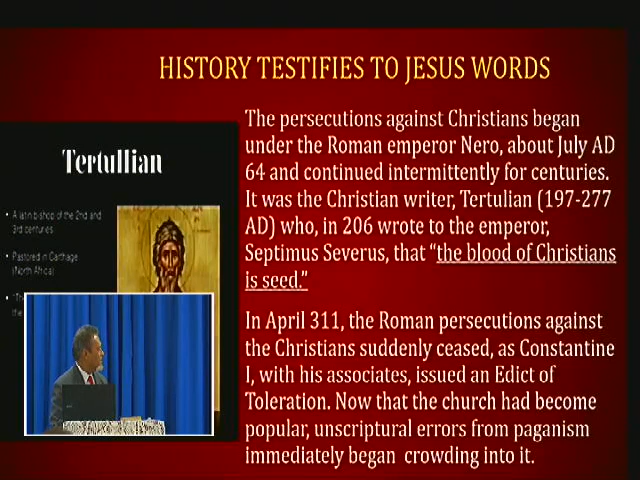 HISTORY TESTIFIES TO JESUS WORDS
Tertullian
• A latin bishop of the 2nd and
3rd centuries
• Pastored in Carthage
(North Africa)
The persecutions against Christians began
under the Roman emperor Nero, about July AD
64 and continued intermittently for centuries.
It was the Christian writer, Tertulian (197-277
AD) who, in 206 wrote to the emperor,
Septimus Severus, that “the blood of Christians
is seed.”
In April 311, the Roman persecutions against
the Christians suddenly ceased, as Constantine
I, with his associates, issued an Edict of
Toleration. Now that the church had become
popular, unscriptural errors from paganism
immediately began crowding into it.